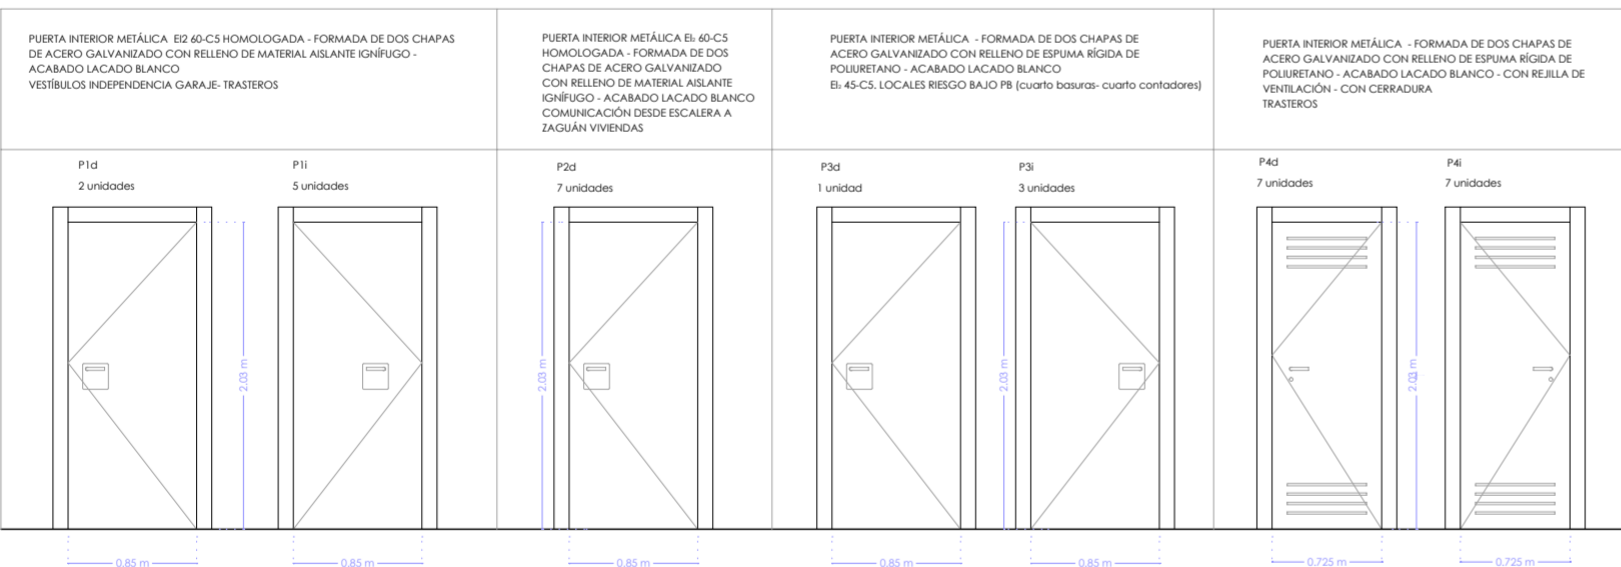 PUERTA INTERIOR METÁLICA EI2 60-C5 HOMOLOGADA - FORMADA DE DOS CHAPAS
DE ACERO GALVANIZADO CON RELLENO DE MATERIAL AISLANTE IGNÍFUGO -
ACABADO LACADO BLANCO
VESTÍBULOS INDEPENDENCIA GARAJE- TRASTEROS
PUERTA INTERIOR METÁLICA EI₂ 60-C5
HOMOLOGADA - FORMADA DE DOS
CHAPAS DE ACERO GALVANIZADO
CON RELLENO DE MATERIAL AISLANTE
IGNÍFUGO - ACABADO LACADO BLANCO
COMUNICACIÓN DESDE ESCALERA A
ZAGUÁN VIVIENDAS
PUERTA INTERIOR METÁLICA - FORMADA DE DOS CHAPAS DE
ACERO GALVANIZADO CON RELLENO DE ESPUMA RÍGIDA DE
POLIURETANO - ACABADO LACADO BLANCO
EI₂ 45-C5. LOCALES RIESGO BAJO PB (cuarto basuras- cuarto contadores)
PUERTA INTERIOR METÁLICA - FORMADA DE DOS CHAPAS DE
ACERO GALVANIZADO CON RELLENO DE ESPUMA RÍGIDA DE
POLIURETANO - ACABADO LACADO BLANCO - CON REJILLA DE
VENTILACIÓN - CON CERRADURA
TRASTEROS
P1d
2 unidades
P1i
5 unidades
P2d
7 unidades
P3d
1 unidad
P3i
3 unidades
P4d
7 unidades
P4i
7 unidades
2.03 m
2.03 m
2.03 m
2.03 m
0.85 m
0.85 m
0.85 m
0.85 m
0.85 m
0.725 m
0.725 m